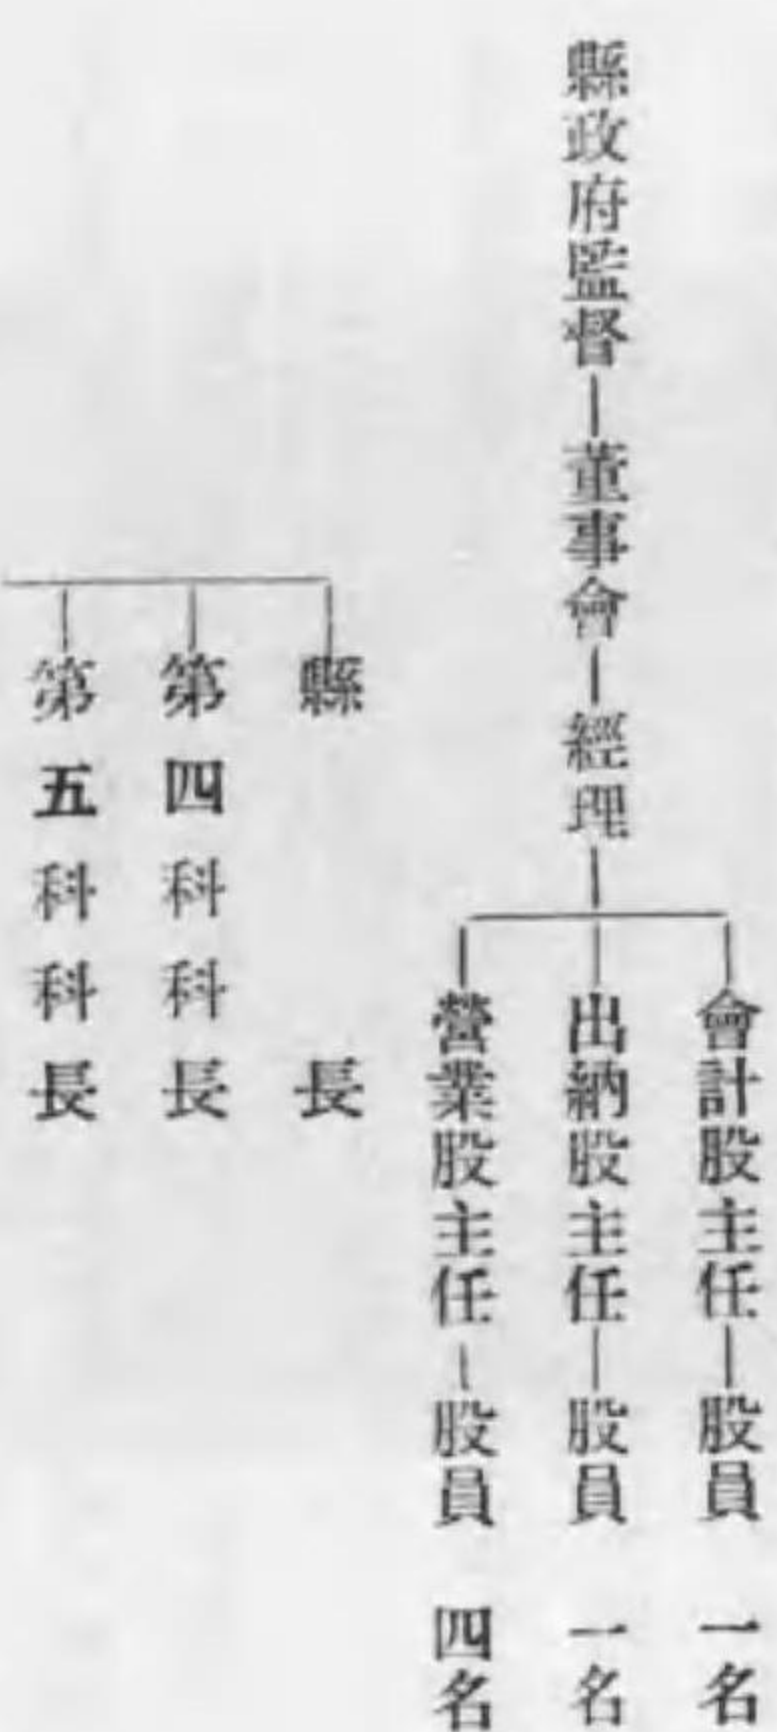 會計股主任—股員　一名
縣政府監督—董事會—經理—出納股主任—股員　一名
營業股主任—股員　四名
縣長
第四科科長
第五科科長